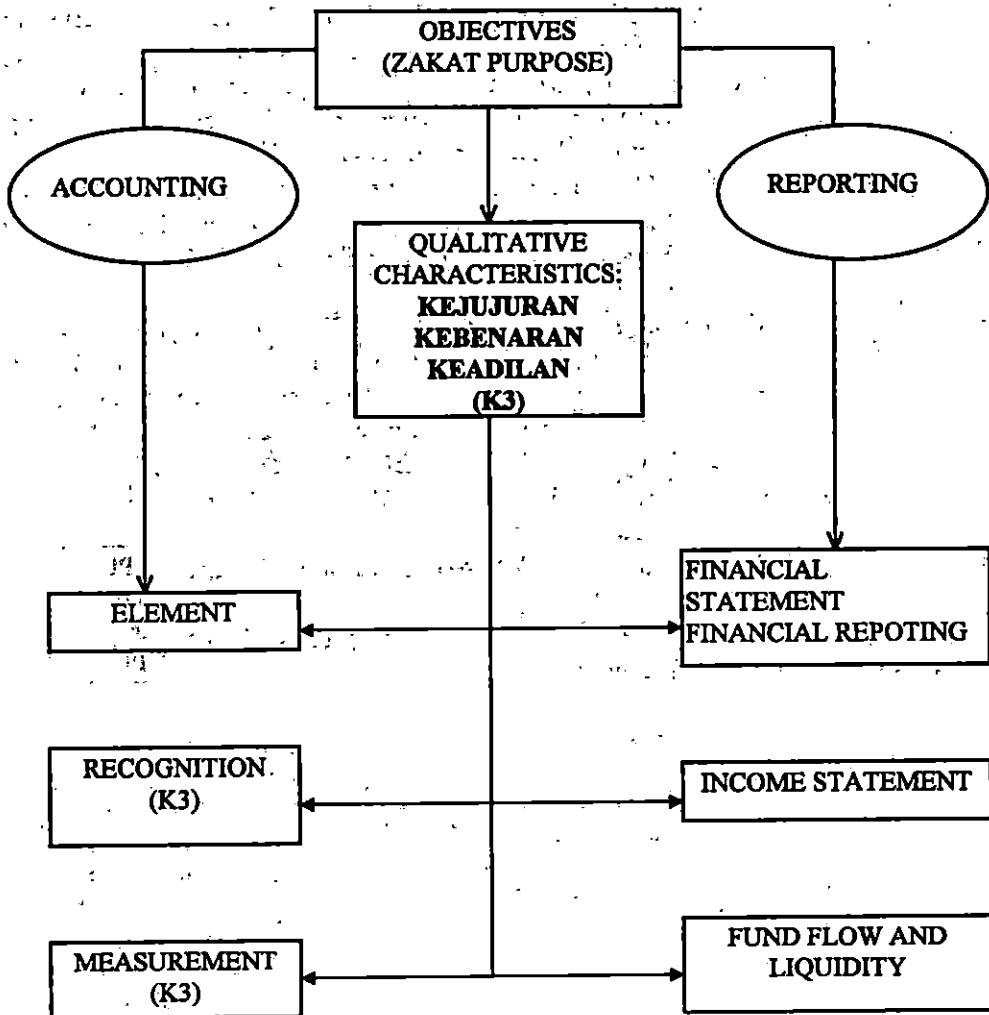 OBJECTIVES
(ZAKAT PURPOSE)
ACCOUNTING
REPORTING
QUALITATIVE
CHARACTERISTICS:
KEJUJURAN
KEBENARAN
KEADILAN
(K3)
ELEMENT
FINANCIAL
STATEMENT
FINANCIAL REPOTING
RECOGNITION
(K3)
INCOME STATEMENT
MEASUREMENT
(K3)
FUND FLOW AND
LIQUIDITY